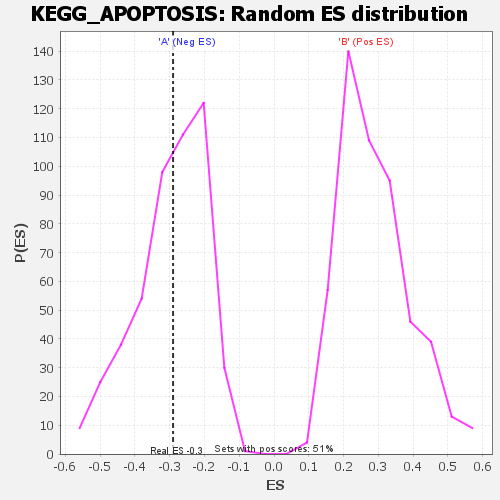 KEGG_APOPTOSIS: Random ES distribution
'A' (Neg ES)
'B' (Pos ES)
140
130
120
110
100
90
80
70
60
50
40
30
20
10
0
P(ES)
Real ES -0.3
Sets with pos scores: 51%
-0.6 -0.5 -0.4 -0.3 -0.2 -0.1 0.0 0.1 0.2 0.3 0.4 0.5 0.6
ES